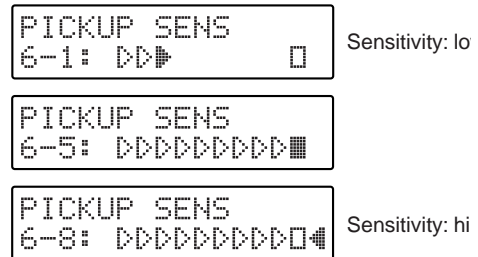 PICKUP SENS
6-1:
Sensitivity: lo
PICKUP SENS
6-5:
PICKUP SENS
6-8:
Sensitivity: hi